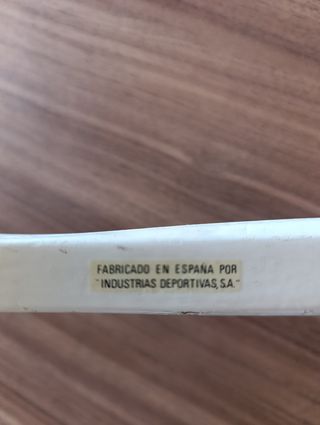 FABRICADO EN ESPAÑA POR
"INDUSTRIAS DEPORTIVAS, S.A."